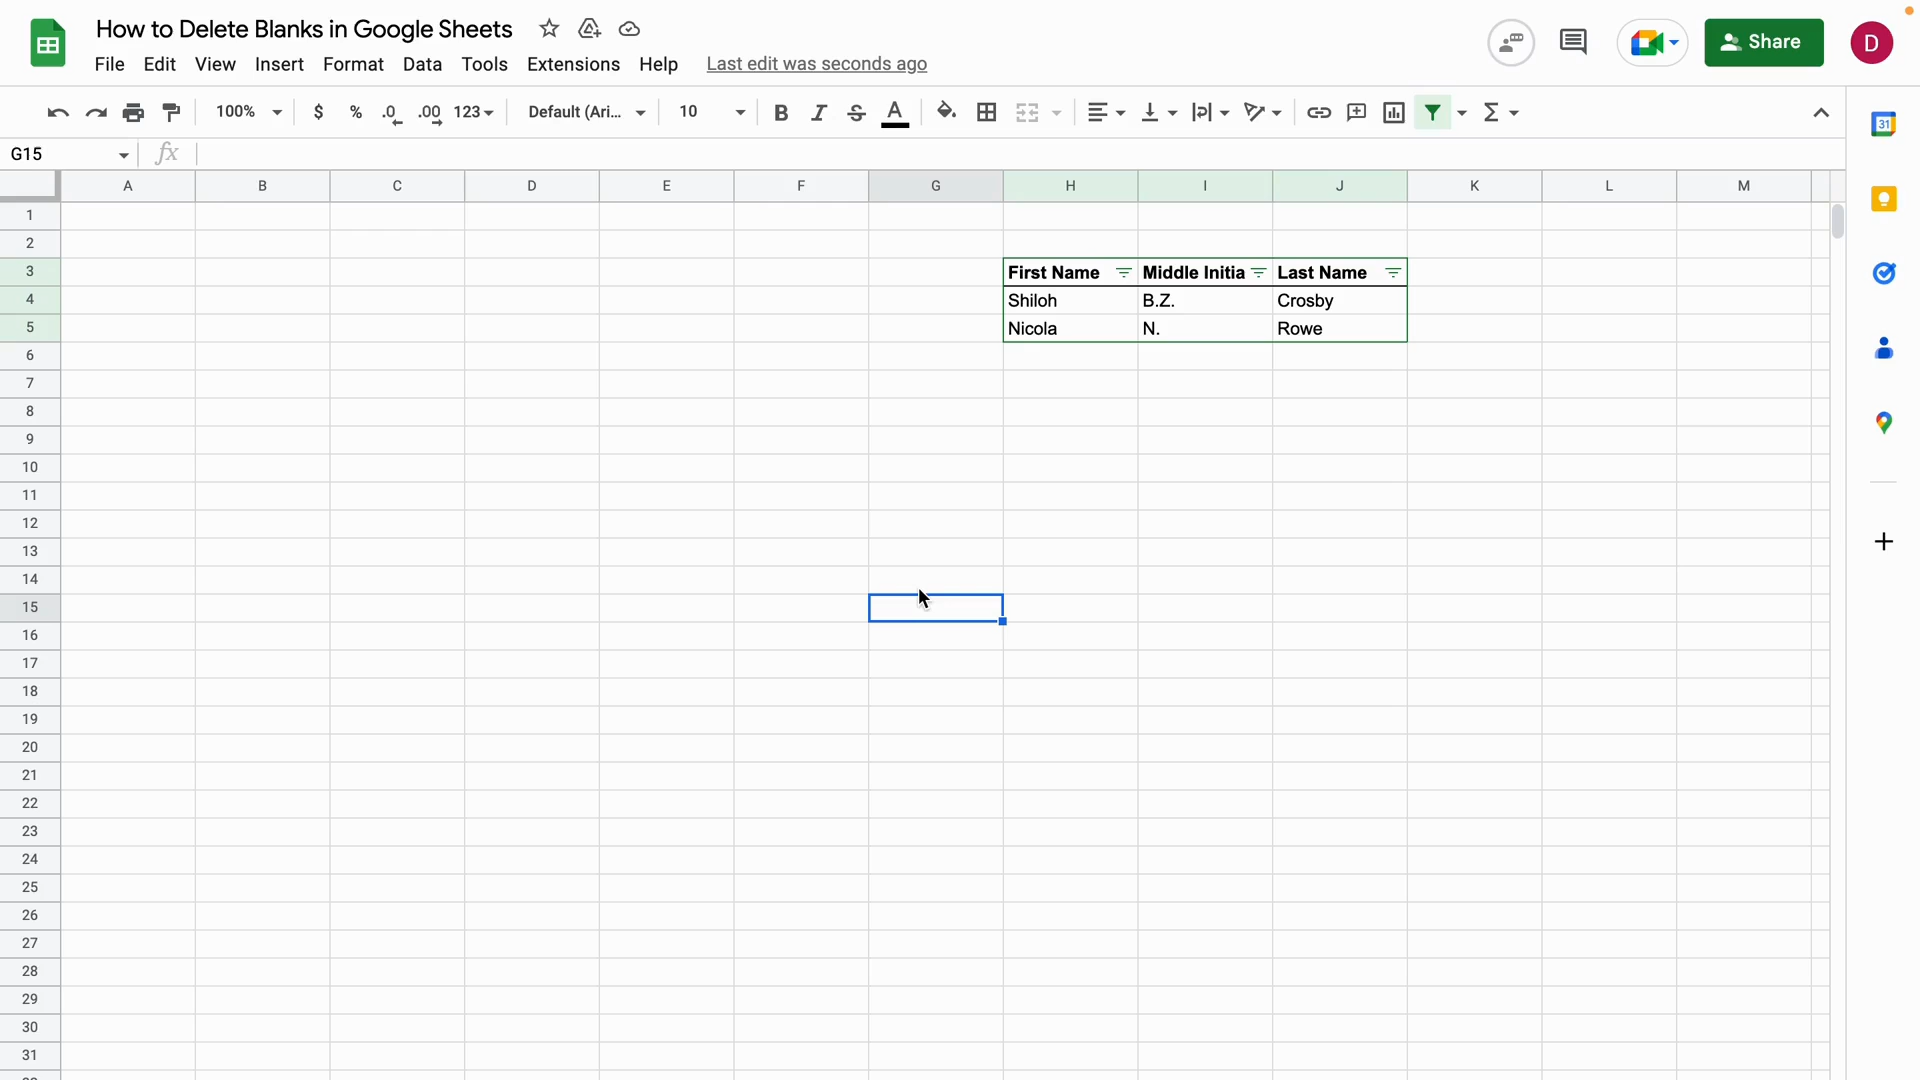 How to Delete Blanks in Google Sheets
File Edit View Insert Format Data Tools Extensions Help Last edit was seconds ago
Share
D
100% $ % .0 .00 123 Default (Ari... 10 B I S A
31
G15 fx
A B C D E F G H I J K L M
1
2
3 First Name Middle Initia Last Name
4 Shiloh B.Z. Crosby
5 Nicola N. Rowe
6
7
8
9
10
11
12
13
14
15
16
17
18
19
20
21
22
23
24
25
26
27
28
29
30
31